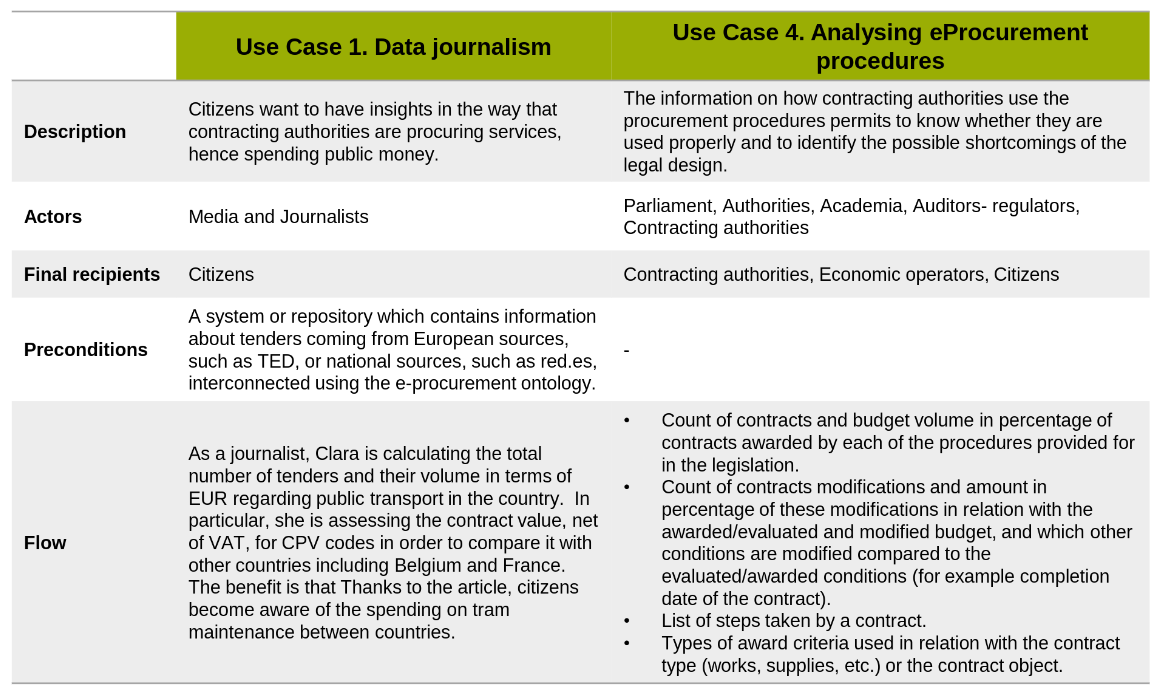 Use Case 1. Data journalism
Use Case 4. Analysing eProcurement
procedures
Description
Citizens want to have insights in the way that
contracting authorities are procuring services,
hence spending public money.
The information on how contracting authorities use the
procurement procedures permits to know whether they are
used properly and to identify the possible shortcomings of the
legal design.
Actors
Media and Journalists
Parliament, Authorities, Academia, Auditors- regulators,
Contracting authorities
Final recipients
Citizens
Contracting authorities, Economic operators, Citizens
Preconditions
A system or repository which contains information
about tenders coming from European sources,
such as TED, or national sources, such as red.es,
interconnected using the e-procurement ontology.
-
Flow
As a journalist, Clara is calculating the total
number of tenders and their volume in terms of
EUR regarding public transport in the country.  In
particular, she is assessing the contract value, net
of VAT, for CPV codes in order to compare it with
other countries including Belgium and France.
The benefit is that Thanks to the article, citizens
become aware of the spending on tram
maintenance between countries.
• Count of contracts and budget volume in percentage of
contracts awarded by each of the procedures provided for
in the legislation.
• Count of contracts modifications and amount in
percentage of these modifications in relation with the
awarded/evaluated and modified budget, and which other
conditions are modified compared to the
evaluated/awarded conditions (for example completion
date of the contract).
• List of steps taken by a contract.
• Types of award criteria used in relation with the contract
type (works, supplies, etc.) or the contract object.